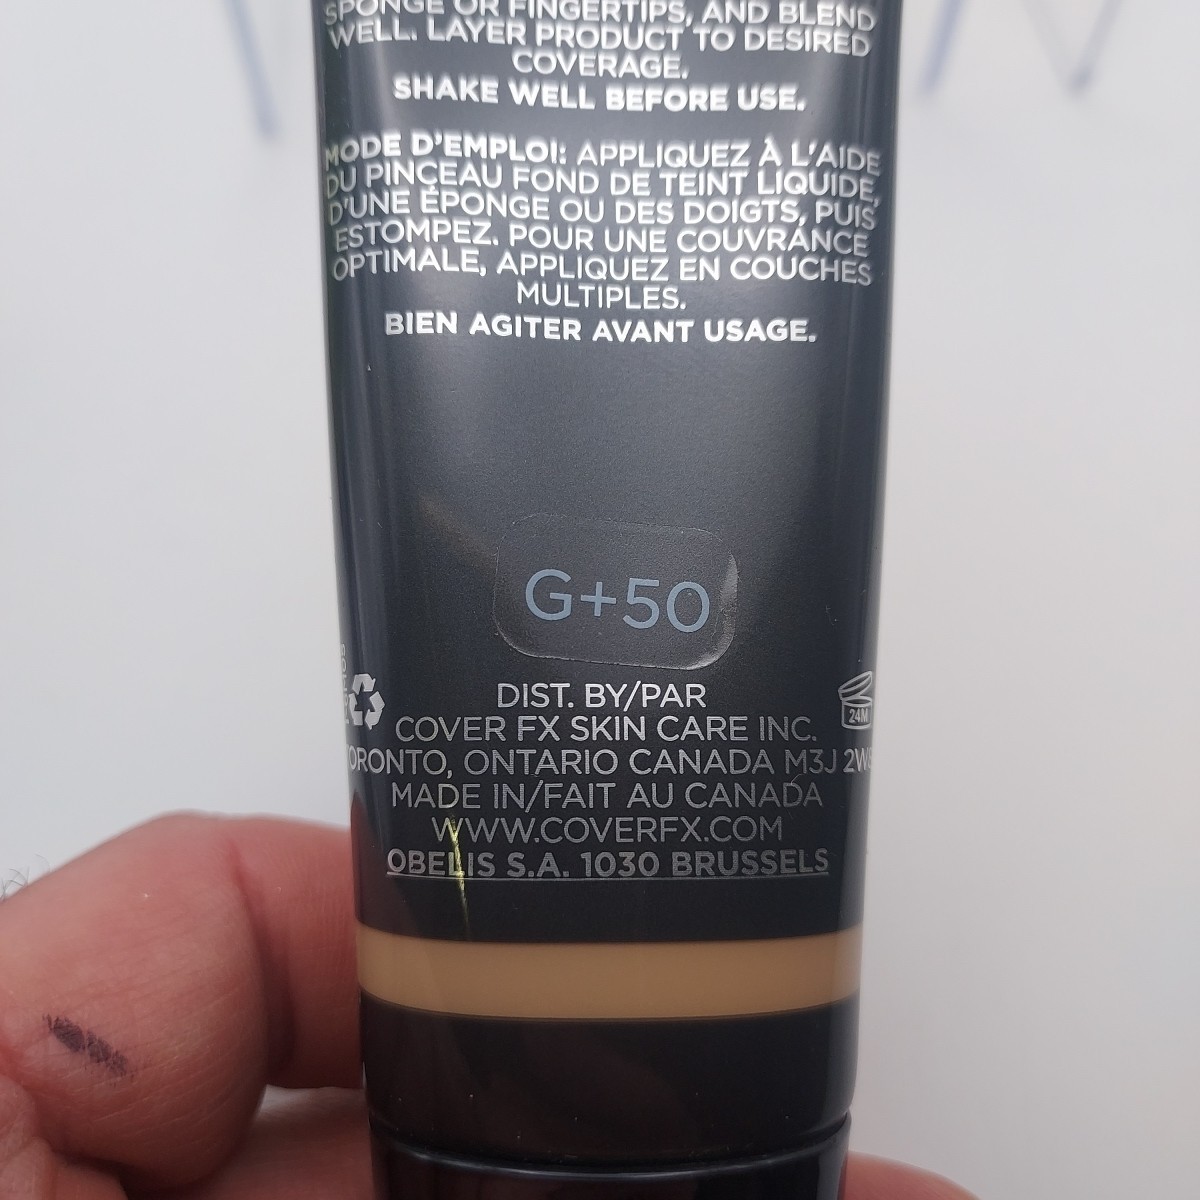 SPONGE OR FINGERTIPS, AND BLEND
WELL. LAYER PRODUCT TO DESIRED
COVERAGE.
SHAKE WELL BEFORE USE.
MODE D'EMPLOI: APPLIQUEZ À L'AIDE
DU PINCEAU FOND DE TEINT LIQUIDE,
D'UNE ÉPONGE OU DES DOIGTS, PUIS
ESTOMPEZ. POUR UNE COUVRANCE
OPTIMALE, APPLIQUEZ EN COUCHES
MULTIPLES.
BIEN AGITER AVANT USAGE.
G+50
DIST. BY/PAR
24M
COVER FX SKIN CARE INC.
ONTARIO CANADA M3J
MADE IN/FAIT AU CANADA
WWW.COVERFX.COM
OBELIS S.A. 1030 BRUSSELS